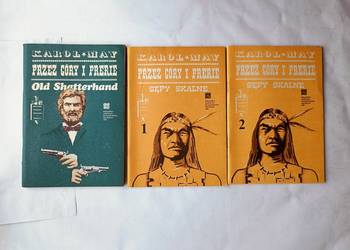 KAROL•MAY
PRZEZ GÓRY I PRERIE
Old Shatterhand
KAROL•MAY
PRZEZ GÓRY I PRERIE
SĘPY SKALNE
1
KAROL•MAY
PRZEZ GÓRY I PRERIE
SĘPY SKALNE
2